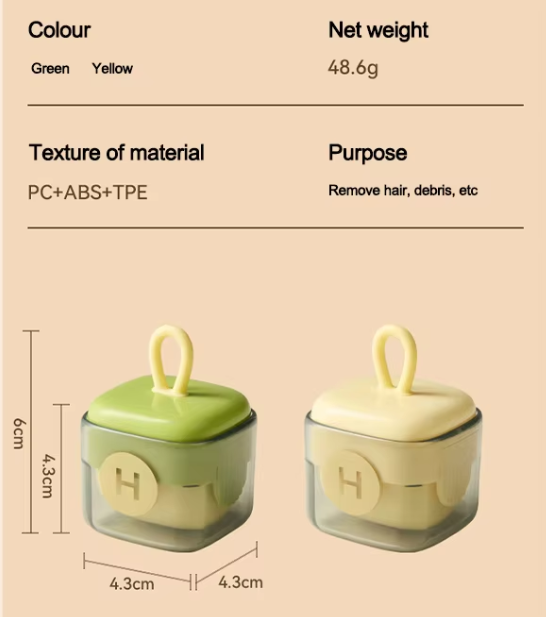 Colour
Net weight
Green Yellow
48.6g
Texture of material
Purpose
PC+ABS+TPE
Remove hair, debris, etc
6cm
4.3cm
H
H
4.3cm
4.3cm